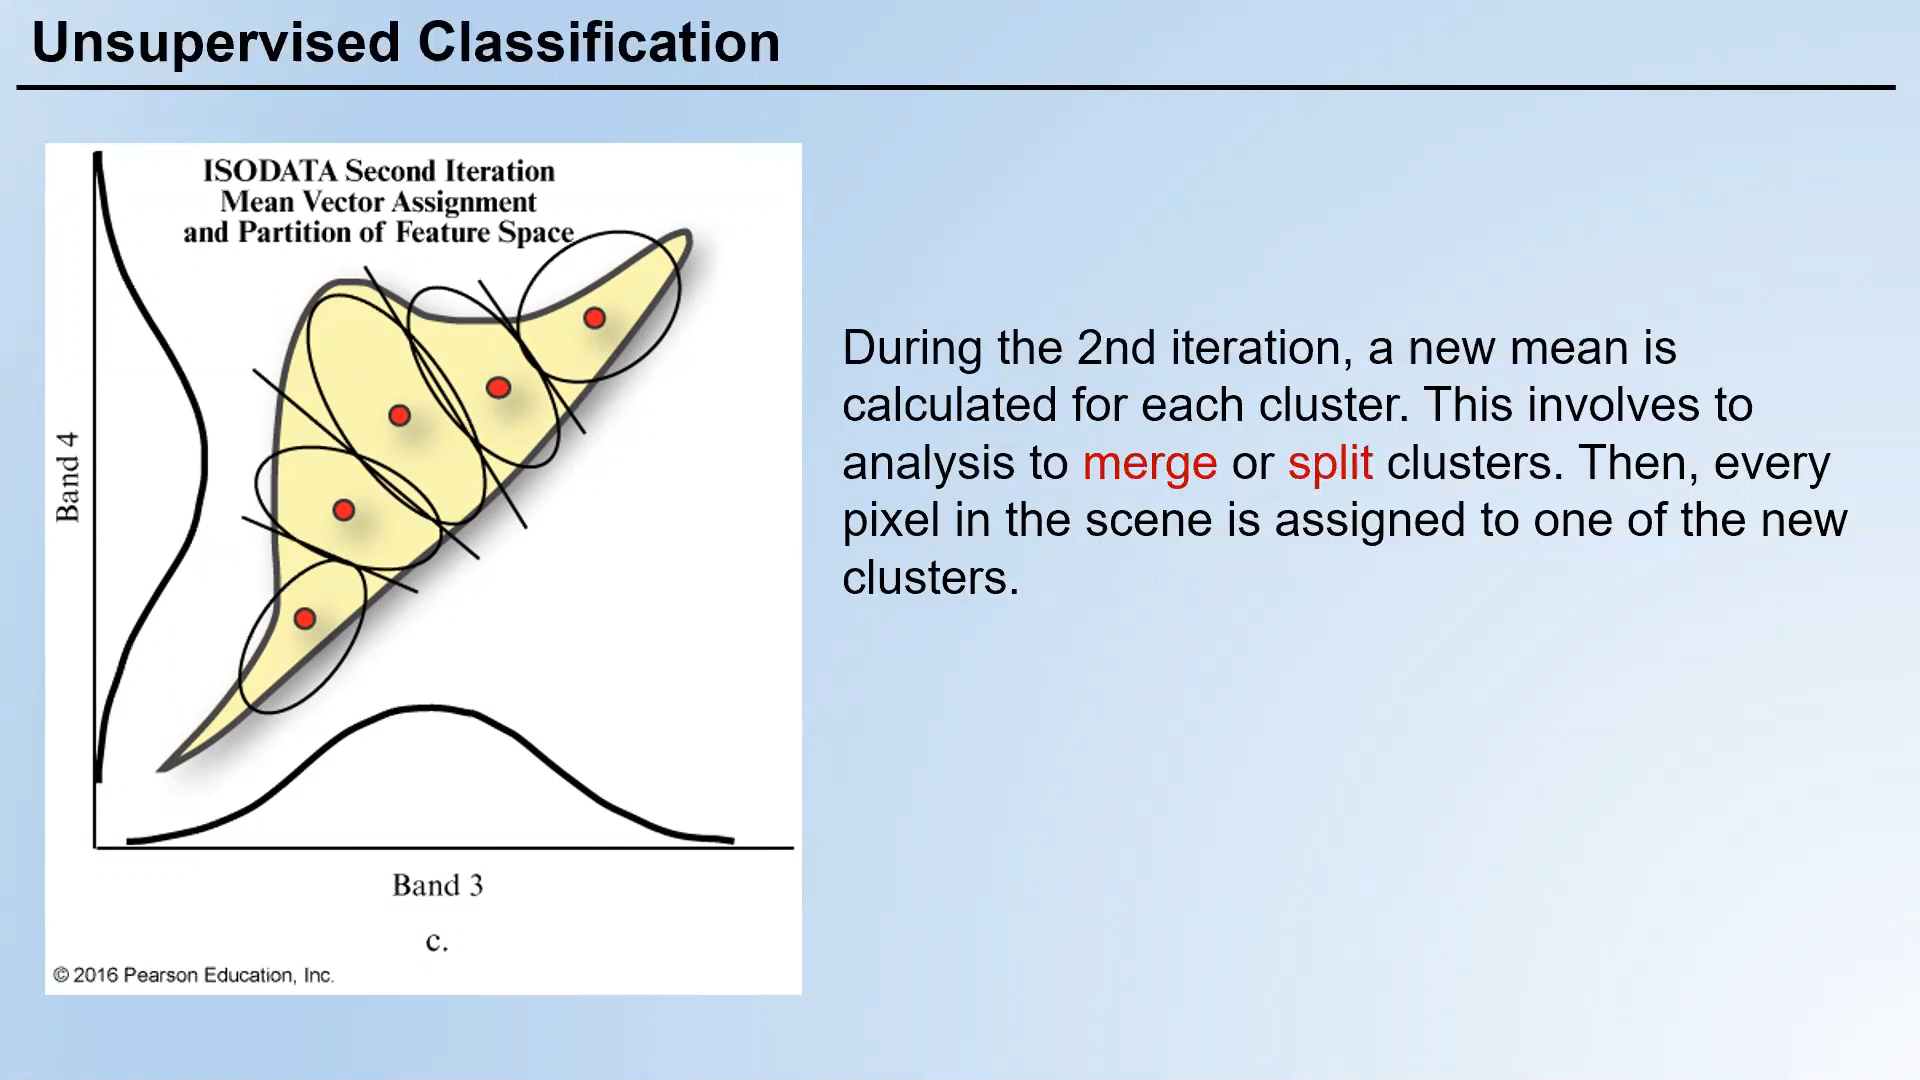 Unsupervised Classification
ISODATA Second Iteration
Mean Vector Assignment
and Partition of Feature Space
Band 4
Band 3
c.
© 2016 Pearson Education, Inc.
During the 2nd iteration, a new mean is
calculated for each cluster. This involves to
analysis to merge or split clusters. Then, every
pixel in the scene is assigned to one of the new
clusters.